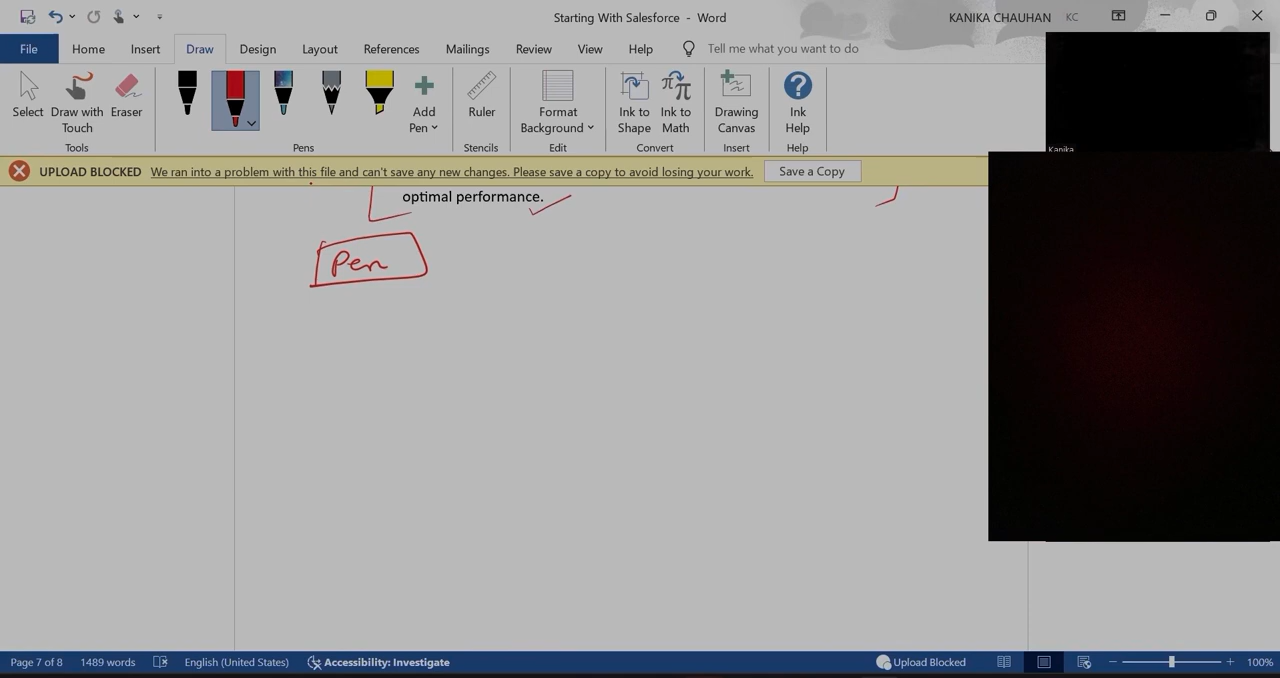 Starting With Salesforce - Word
KANIKA CHAUHAN KC
File Home Insert Draw Design Layout References Mailings Review View Help Tell me what you want to do
Select Draw with Touch Eraser Add Pen Ruler Format Background Ink to Shape Ink to Math Drawing Canvas Ink Help
Tools Pens Stencils Edit Convert Insert Help
Kanika
UPLOAD BLOCKED We ran into a problem with this file and can't save any new changes. Please save a copy to avoid losing your work. Save a Copy
optimal performance.
Pen
Page 7 of 8 1489 words English (United States) Accessibility: Investigate Upload Blocked 100%